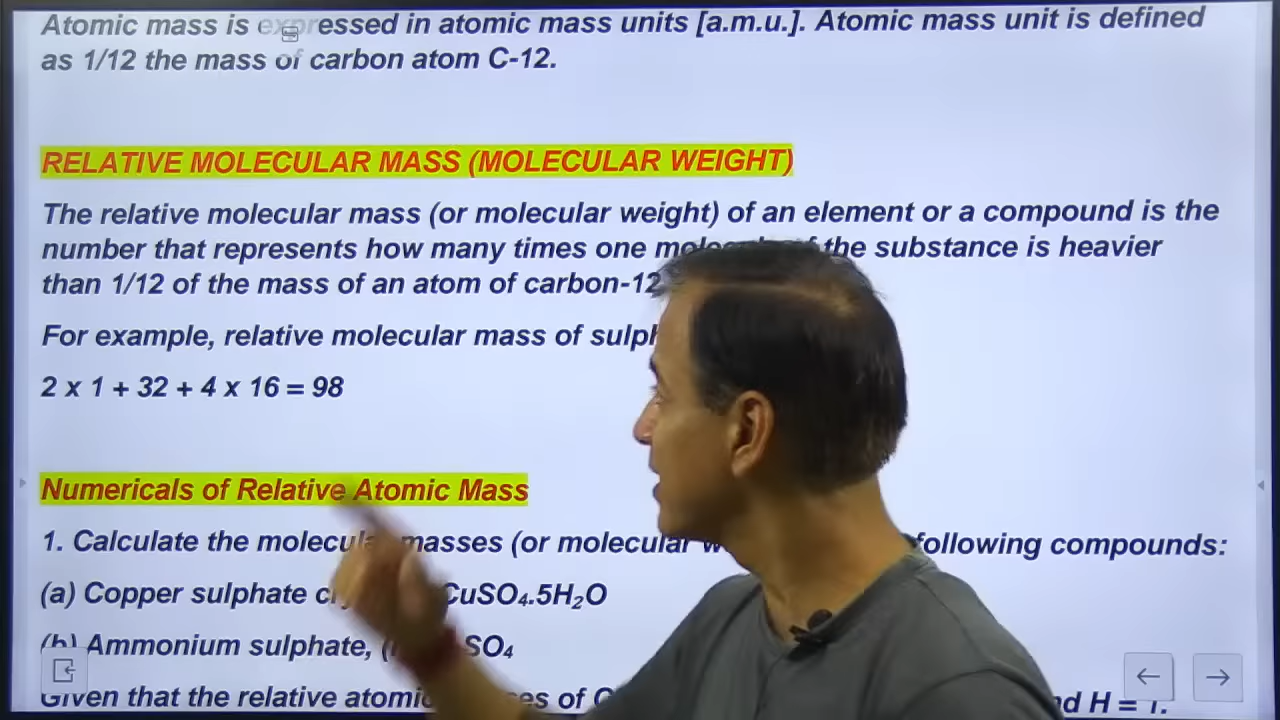 Atomic mass is expressed in atomic mass units [a.m.u.]. Atomic mass unit is defined
as 1/12 the mass of carbon atom C-12.
RELATIVE MOLECULAR MASS (MOLECULAR WEIGHT)
The relative molecular mass (or molecular weight) of an element or a compound is the
number that represents how many times one molecule of the substance is heavier
than 1/12 of the mass of an atom of carbon-12
For example, relative molecular mass of
2 x 1 + 32 + 4 x 16 = 98
Numericals of Relative Atomic Mass
1. Calculate the molecular masses (or molecular following compounds:
(a) Copper sulphate CuSO₄.5H₂O
(b) Ammonium sulphate, SO₄
Given that the relative atomic of H = 1.